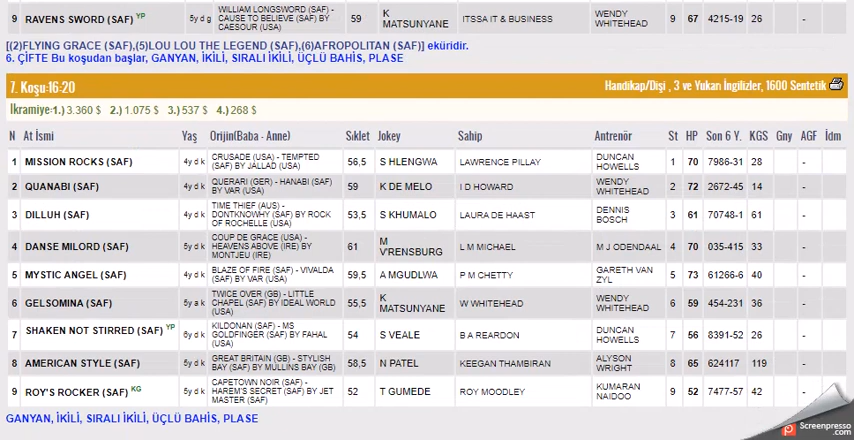 9 RAVENS SWORD (SAF) YP 5y d g WILLIAM LONGSWORD (SAF) - CAUSE TO BELIEVE (SAF) BY CAESOUR (USA) 59 K MATSUNYANE ITSSA IT & BUSINESS WENDY WHITEHEAD 9 67 4215-19 26 -
[(2)FLYING GRACE (SAF),(5)LOU LOU THE LEGEND (SAF),(6)AFROPOLITAN (SAF)] eküridir.
6. ÇİFTE Bu koşudan başlar, GANYAN, İKİLİ, SIRALI İKİLİ, ÜÇLÜ BAHİS, PLASE
7. Koşu:16:20 Handikap/Dişi , 3 ve Yukarı İngilizler, 1600 Sentetik
İkramiye:1.) 3.360 $ 2.) 1.075 $ 3.) 537 $ 4.) 268 $
N At İsmi Yaş Orijin(Baba - Anne) Sıklet Jokey Sahip Antrenör St HP Son 6 Y. KGS Gny AGF İdm
1 MISSION ROCKS (SAF) 4y d k CRUSADE (USA) - TEMPTED (SAF) BY JALLAD (USA) 56,5 S HLENGWA LAWRENCE PILLAY DUNCAN HOWELLS 1 70 7986-31 28 -
2 QUANABI (SAF) 4y d k QUERARI (GER) - HANABI (SAF) BY VAR (USA) 59 K DE MELO I D HOWARD WENDY WHITEHEAD 2 72 2672-45 14 -
3 DILLUH (SAF) 4y d k TIME THIEF (AUS) - DONTKNOWHY (SAF) BY ROCK OF ROCHELLE (USA) 53,5 S KHUMALO LAURA DE HAAST DENNIS BOSCH 3 61 70748-1 61 -
4 DANSE MILORD (SAF) 5y d k COUP DE GRACE (USA) - HEAVENS ABOVE (IRE) BY MONTJEU (IRE) 61 M V'RENSBURG L M MICHAEL M J ODENDAAL 4 70 035-415 33 -
5 MYSTIC ANGEL (SAF) 4y d k BLAZE OF FIRE (SAF) - VIVALDA (SAF) BY VAR (USA) 59,5 A MGUDLWA P M CHETTY GARETH VAN ZYL 5 73 61266-6 40 -
6 GELSOMINA (SAF) 5y a k TWICE OVER (GB) - LITTLE CHAPEL (SAF) BY IDEAL WORLD (USA) 55,5 K MATSUNYANE W WHITEHEAD WENDY WHITEHEAD 6 59 454-231 36 -
7 SHAKEN NOT STIRRED (SAF) YP 6y d k KILDONAN (SAF) - MS GOLDFINGER (SAF) BY FAHAL (USA) 54 S VEALE B A REARDON DUNCAN HOWELLS 7 56 8391-52 26 -
8 AMERICAN STYLE (SAF) 5y d k GREAT BRITAIN (GB) - STYLISH BAY (SAF) BY MULLINS BAY (GB) 58,5 N PATEL KEEGAN THAMBIRAN ALYSON WRIGHT 8 65 624117 119 -
9 ROY'S ROCKER (SAF) KG 5y d k CAPETOWN NOIR (SAF) - HAREM'S SECRET (SAF) BY JET MASTER (SAF) 52 T GUMEDE ROY MOODLEY KUMARAN NAIDOO 9 52 7477-57 42 -
GANYAN, İKİLİ, SIRALI İKİLİ, ÜÇLÜ BAHİS, PLASE
Screenpresso.com